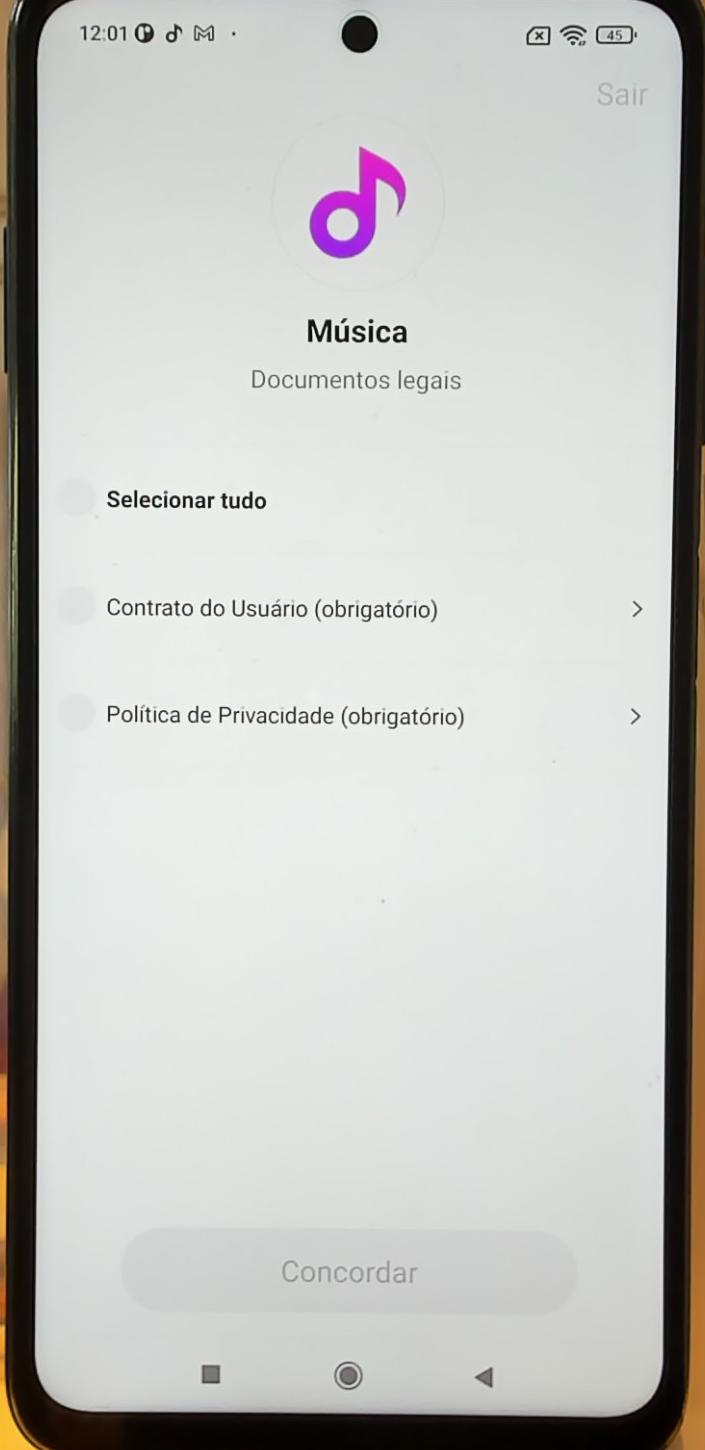 12:01
45
Sair
Música
Documentos legais
Selecionar tudo
Contrato do Usuário (obrigatório)
Política de Privacidade (obrigatório)
Concordar